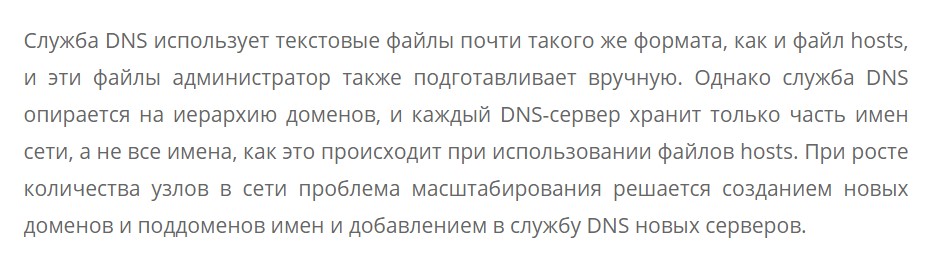 Служба DNS использует текстовые файлы почти такого же формата, как и файл hosts,
и эти файлы администратор также подготавливает вручную. Однако служба DNS
опирается на иерархию доменов, и каждый DNS-сервер хранит только часть имен
сети, а не все имена, как это происходит при использовании файлов hosts. При росте
количества узлов в сети проблема масштабирования решается созданием новых
доменов и поддоменов имен и добавлением в службу DNS новых серверов.